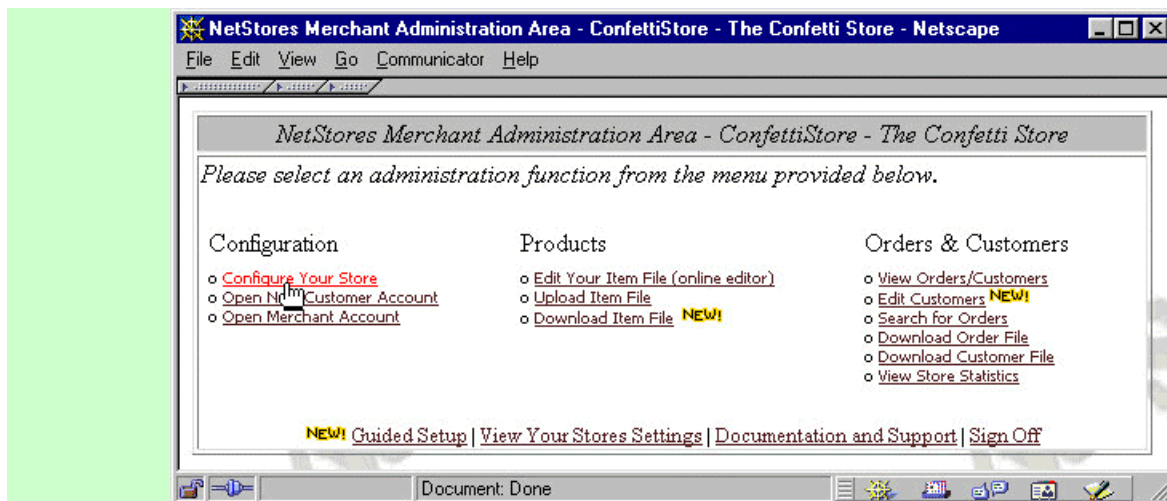 NetStores Merchant Administration Area - ConfettiStore - The Confetti Store - Netscape
File Edit View Go Communicator Help
NetStores Merchant Administration Area - ConfettiStore - The Confetti Store
Please select an administration function from the menu provided below.
Configuration
Configure Your Store
Open Customer Account
Open Merchant Account
Products
Edit Your Item File (online editor)
Upload Item File
Download Item File NEW!
Orders & Customers
View Orders/Customers
Edit Customers NEW!
Search for Orders
Download Order File
Download Customer File
View Store Statistics
NEW! Guided Setup | View Your Stores Settings | Documentation and Support | Sign Off
Document: Done